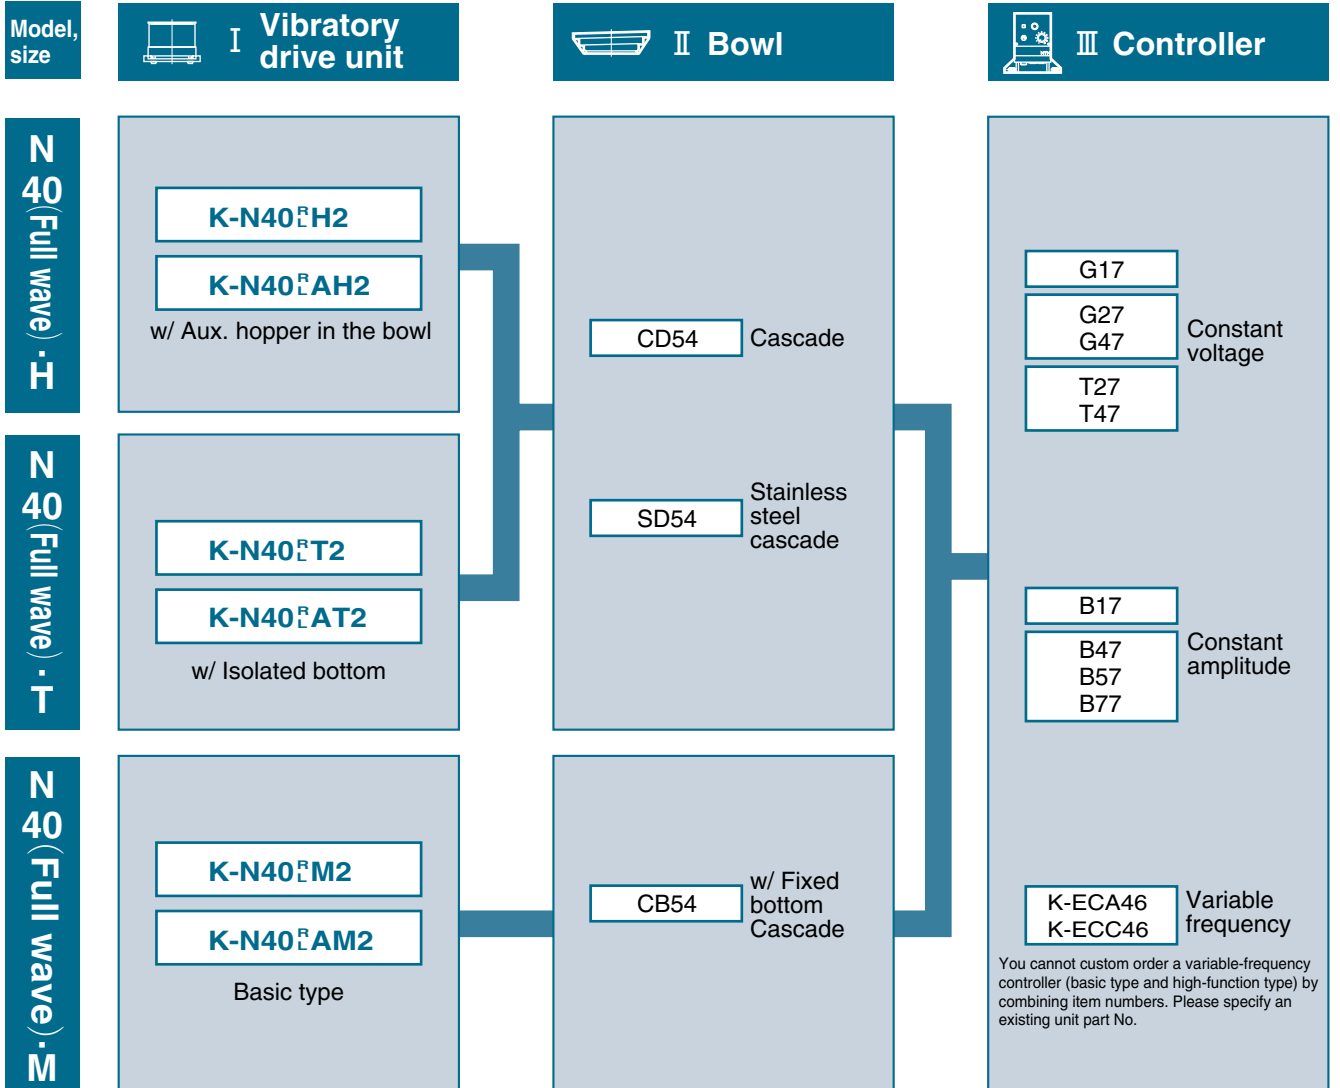 Model,
size
Ⅰ Vibratory
drive unit
Ⅱ Bowl
Ⅲ Controller
N
40
(Full wave)
·
H
K-N40RLH2
K-N40RLAH2
w/ Aux. hopper in the bowl
N
40
(Full wave)
·
T
K-N40RLT2
K-N40RLAT2
w/ Isolated bottom
N
40
(Full wave)
·
M
K-N40RLM2
K-N40RLAM2
Basic type
CD54
Cascade
SD54
Stainless
steel
cascade
CB54
w/ Fixed
bottom
Cascade
G17
G27
G47
T27
T47
Constant
voltage
B17
B47
B57
B77
Constant
amplitude
K-ECA46
K-ECC46
Variable
frequency
You cannot custom order a variable-frequency
controller (basic type and high-function type) by
combining item numbers. Please specify an
existing unit part No.